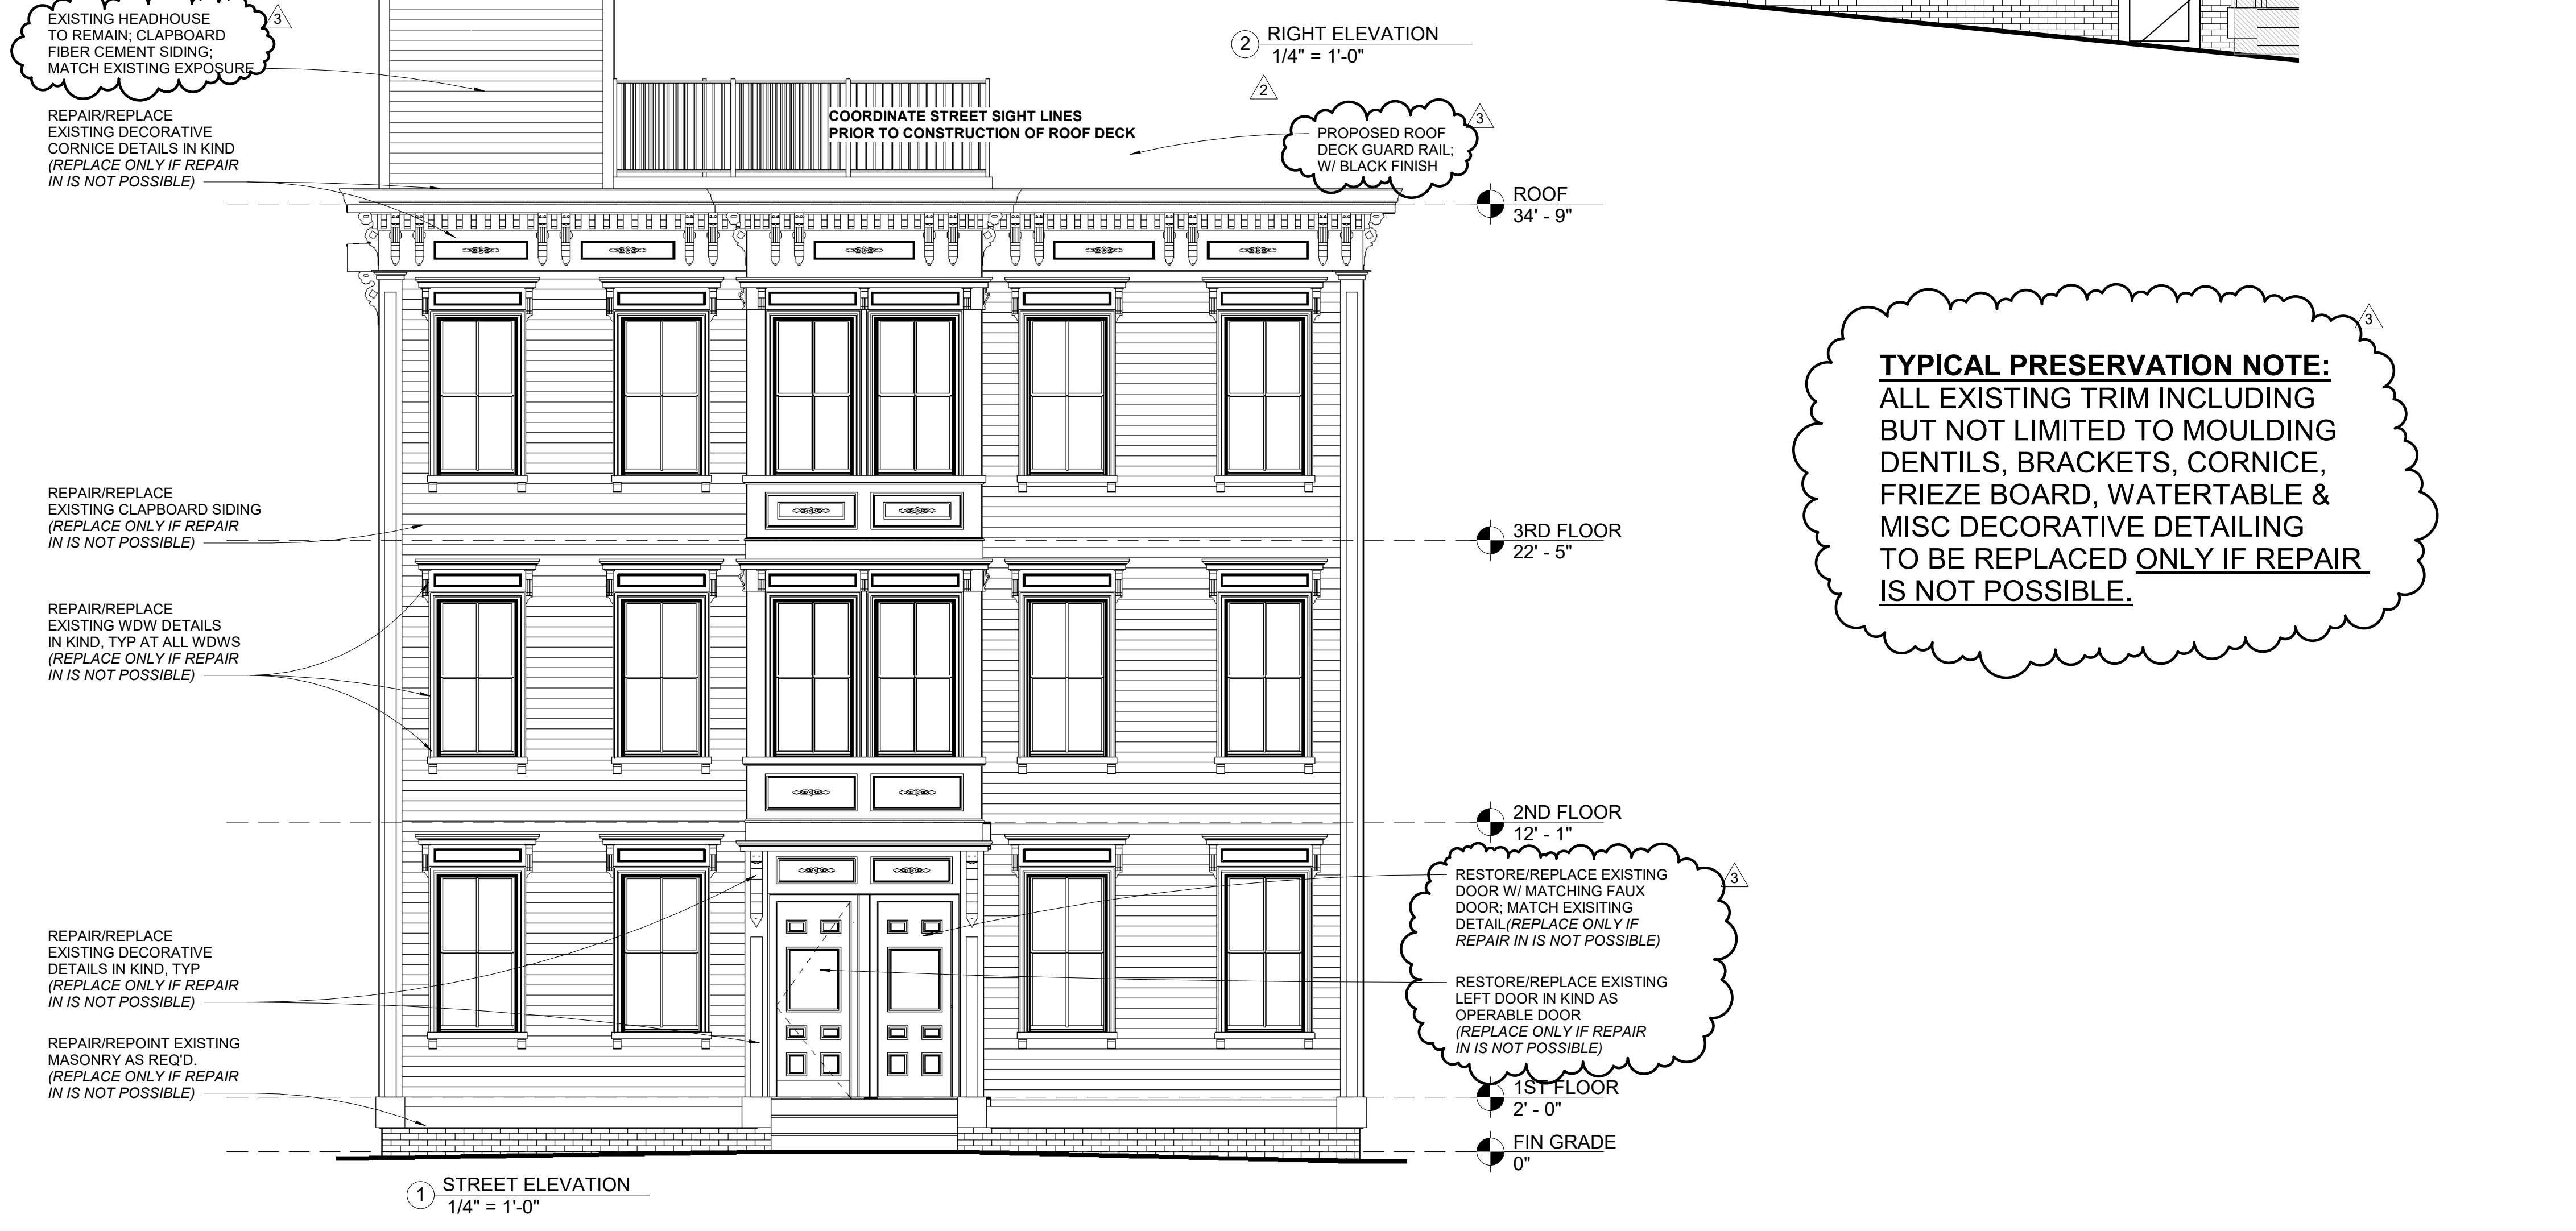 EXISTING HEADHOUSE
TO REMAIN; CLAPBOARD
FIBER CEMENT SIDING;
MATCH EXISTING EXPOSURE
3
REPAIR/REPLACE
EXISTING DECORATIVE
CORNICE DETAILS IN KIND
(REPLACE ONLY IF REPAIR
IN IS NOT POSSIBLE)
2 RIGHT ELEVATION
1/4" = 1'-0"
2
COORDINATE STREET SIGHT LINES
PRIOR TO CONSTRUCTION OF ROOF DECK
PROPOSED ROOF
DECK GUARD RAIL;
W/ BLACK FINISH
3
ROOF
34' - 9"
3
TYPICAL PRESERVATION NOTE:
ALL EXISTING TRIM INCLUDING
BUT NOT LIMITED TO MOULDING
DENTILS, BRACKETS, CORNICE,
FRIEZE BOARD, WATERTABLE &
MISC DECORATIVE DETAILING
TO BE REPLACED ONLY IF REPAIR
IS NOT POSSIBLE.
REPAIR/REPLACE
EXISTING CLAPBOARD SIDING
(REPLACE ONLY IF REPAIR
IN IS NOT POSSIBLE)
3RD FLOOR
22' - 5"
REPAIR/REPLACE
EXISTING WDW DETAILS
IN KIND, TYP AT ALL WDWS
(REPLACE ONLY IF REPAIR
IN IS NOT POSSIBLE)
2ND FLOOR
12' - 1"
RESTORE/REPLACE EXISTING
DOOR W/ MATCHING FAUX
DOOR; MATCH EXISITING
DETAIL(REPLACE ONLY IF
REPAIR IN IS NOT POSSIBLE)
3
RESTORE/REPLACE EXISTING
LEFT DOOR IN KIND AS
OPERABLE DOOR
(REPLACE ONLY IF REPAIR
IN IS NOT POSSIBLE)
REPAIR/REPLACE
EXISTING DECORATIVE
DETAILS IN KIND, TYP
(REPLACE ONLY IF REPAIR
IN IS NOT POSSIBLE)
REPAIR/REPOINT EXISTING
MASONRY AS REQ'D.
(REPLACE ONLY IF REPAIR
IN IS NOT POSSIBLE)
1ST FLOOR
2' - 0"
FIN GRADE
0"
1 STREET ELEVATION
1/4" = 1'-0"